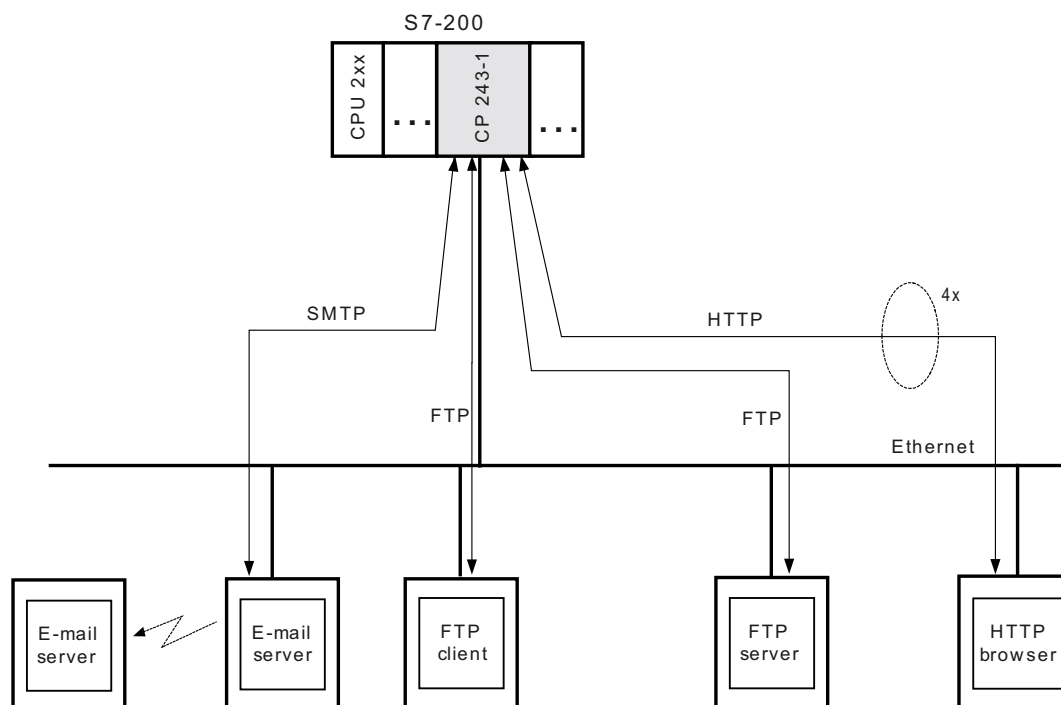 S7-200
CPU 2xx
...
CP 243-1
...
4x
SMTP
HTTP
FTP
FTP
Ethernet
E-mail
server
E-mail
server
FTP
client
FTP
server
HTTP
browser